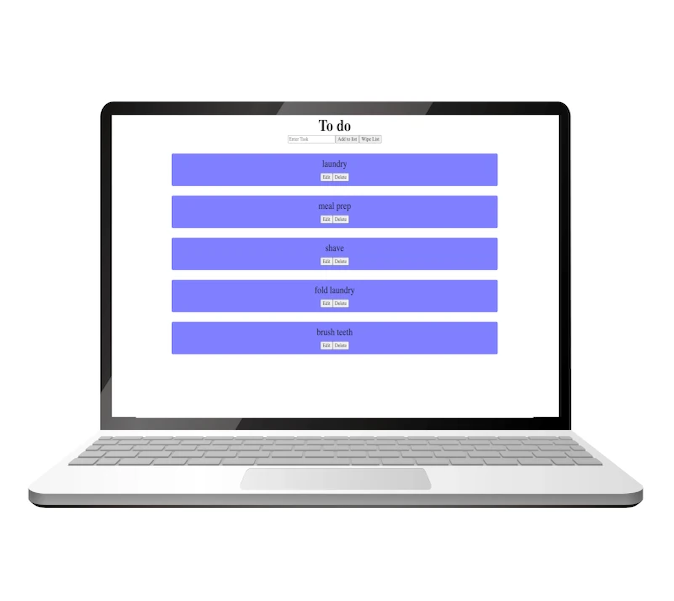 To do
Enter Task Add to list Wipe List
laundry
Edit Delete
meal prep
Edit Delete
shave
Edit Delete
fold laundry
Edit Delete
brush teeth
Edit Delete